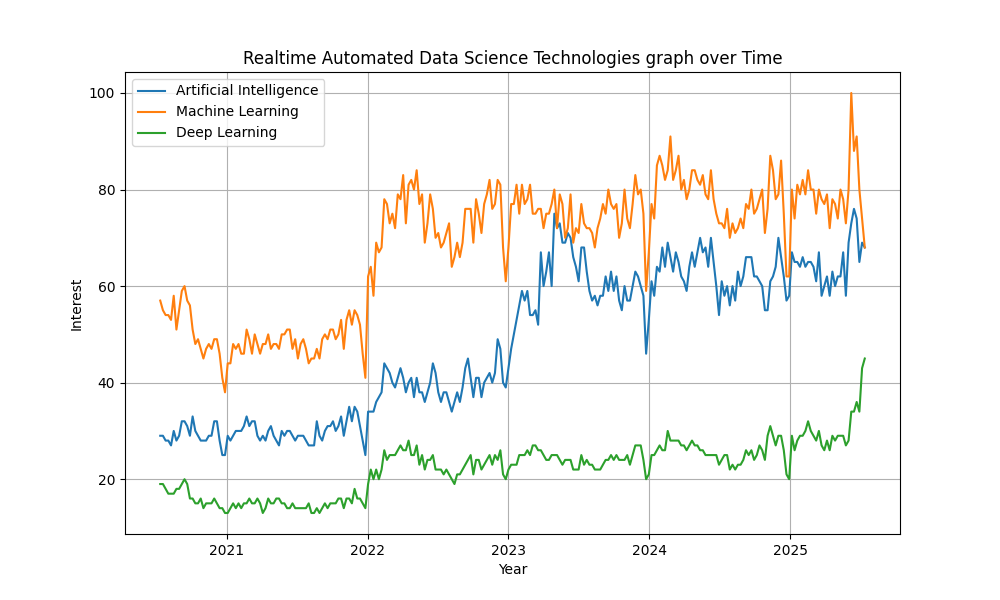 Realtime Automated Data Science Technologies graph over Time
Artificial Intelligence
Machine Learning
Deep Learning
100
80
60
40
20
Interest
2021 2022 2023 2024 2025
Year